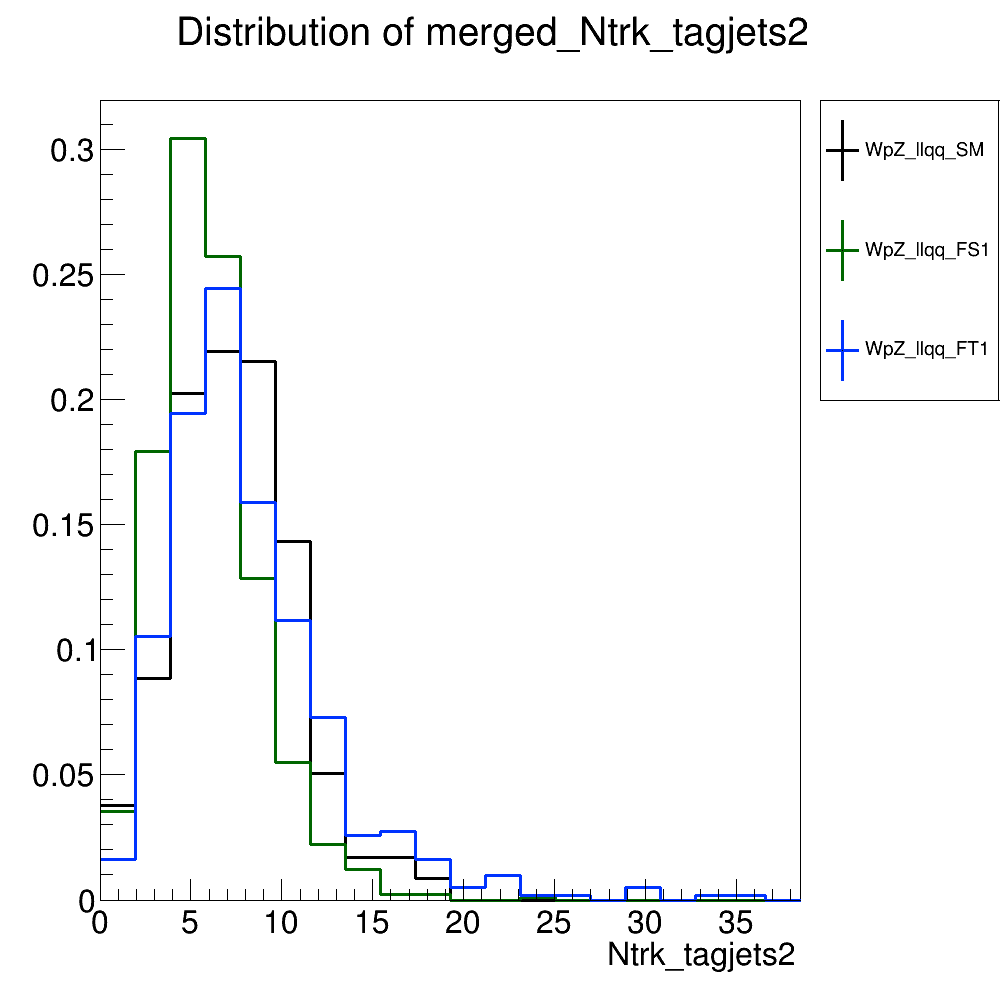 Distribution of merged_Ntrk_tagjets2
WpZ_llqq_SM
WpZ_llqq_FS1
WpZ_llqq_FT1
0.3
0.25
0.2
0.15
0.1
0.05
0
0 5 10 15 20 25 30 35
Ntrk_tagjets2